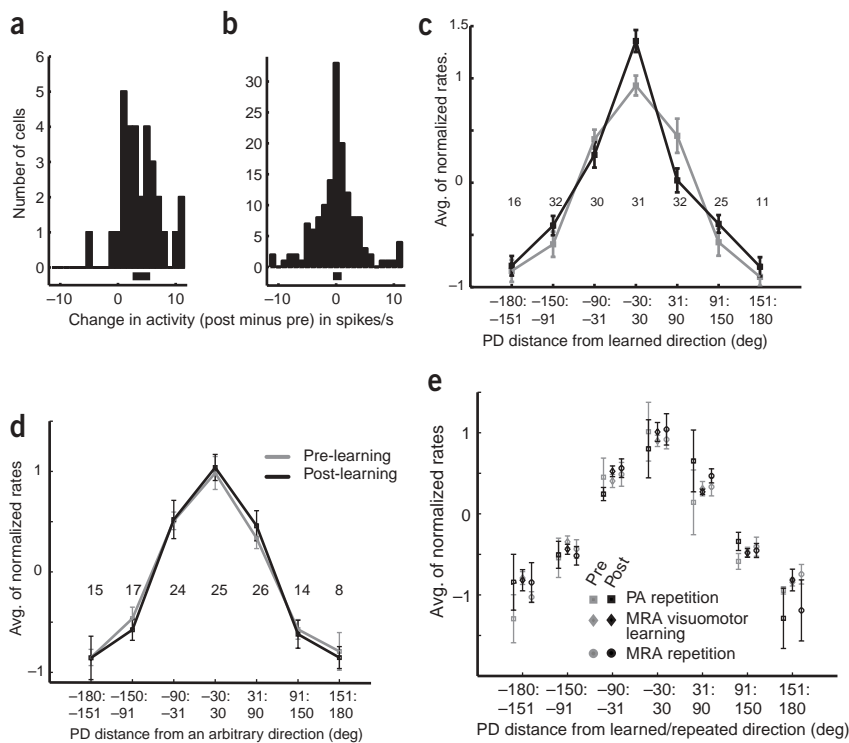 a
b
c
6
5
4
3
2
1
0
Number of cells
–10 0 10
30
25
20
15
10
5
0
–10 0 10
Change in activity (post minus pre) in spikes/s
1.5
1
0
–1
Avg. of normalized rates.
16 32 30 31 32 25 11
–180: –150: –90: –30: 31: 91: 151:
–151 –91 –31 30 90 150 180
PD distance from learned direction (deg)
d
1
0
–1
Avg. of normalized rates
Pre-learning
Post-learning
15 17 24 25 26 14 8
–180: –150: –90: –30: 31: 91: 151:
–151 –91 –31 30 90 150 180
PD distance from an arbitrary direction (deg)
e
1
0
–1
Avg. of normalized rates
Pre
Post
PA repetition
MRA visuomotor
learning
MRA repetition
–180: –150: –90: –30: 31: 91: 151:
–151 –91 –31 30 90 150 180
PD distance from learned/repeated direction (deg)